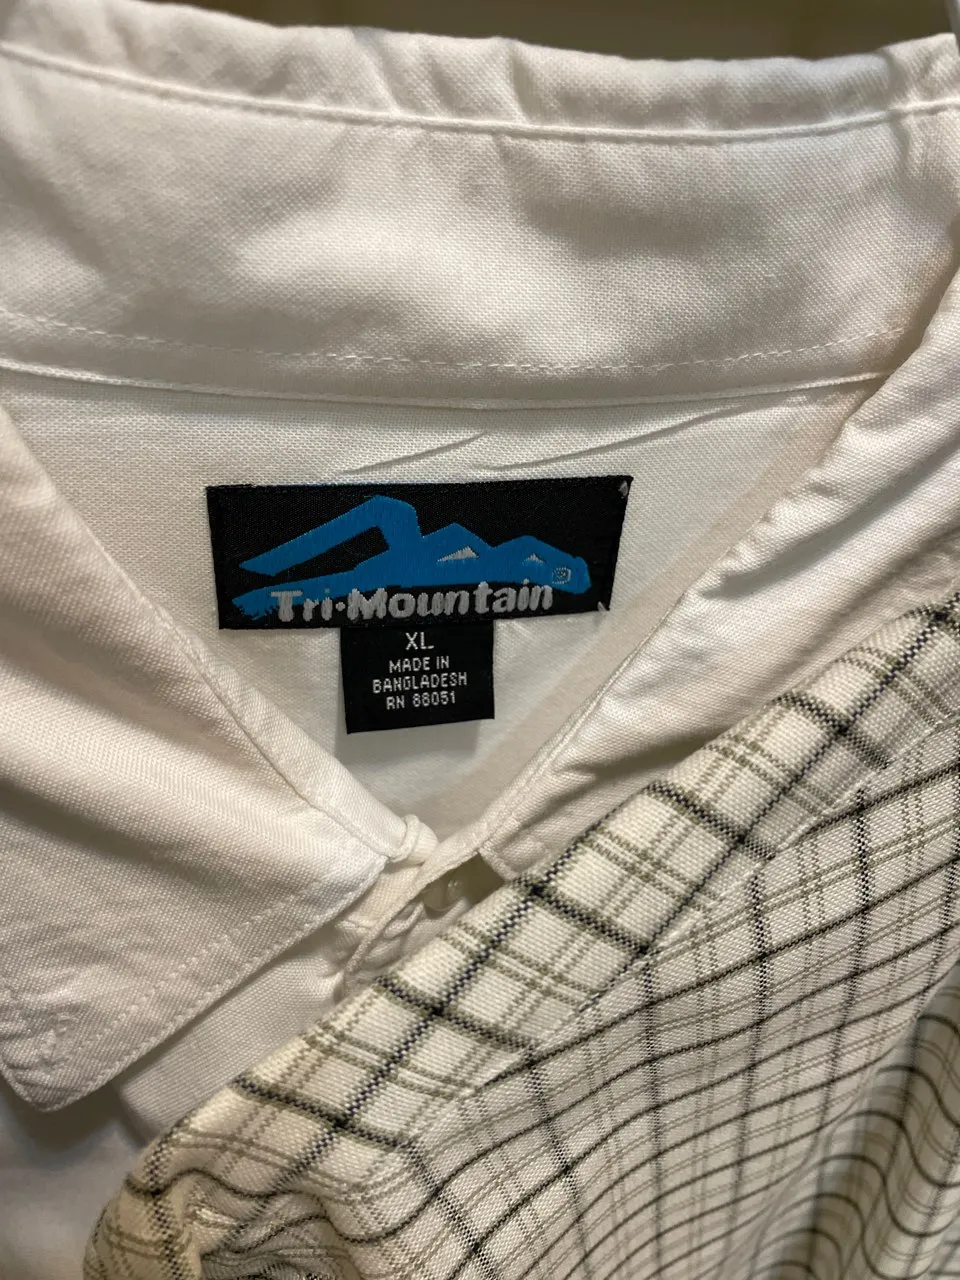 Tri-Mountain®
XL
MADE IN
BANGLADESH
RN 88051